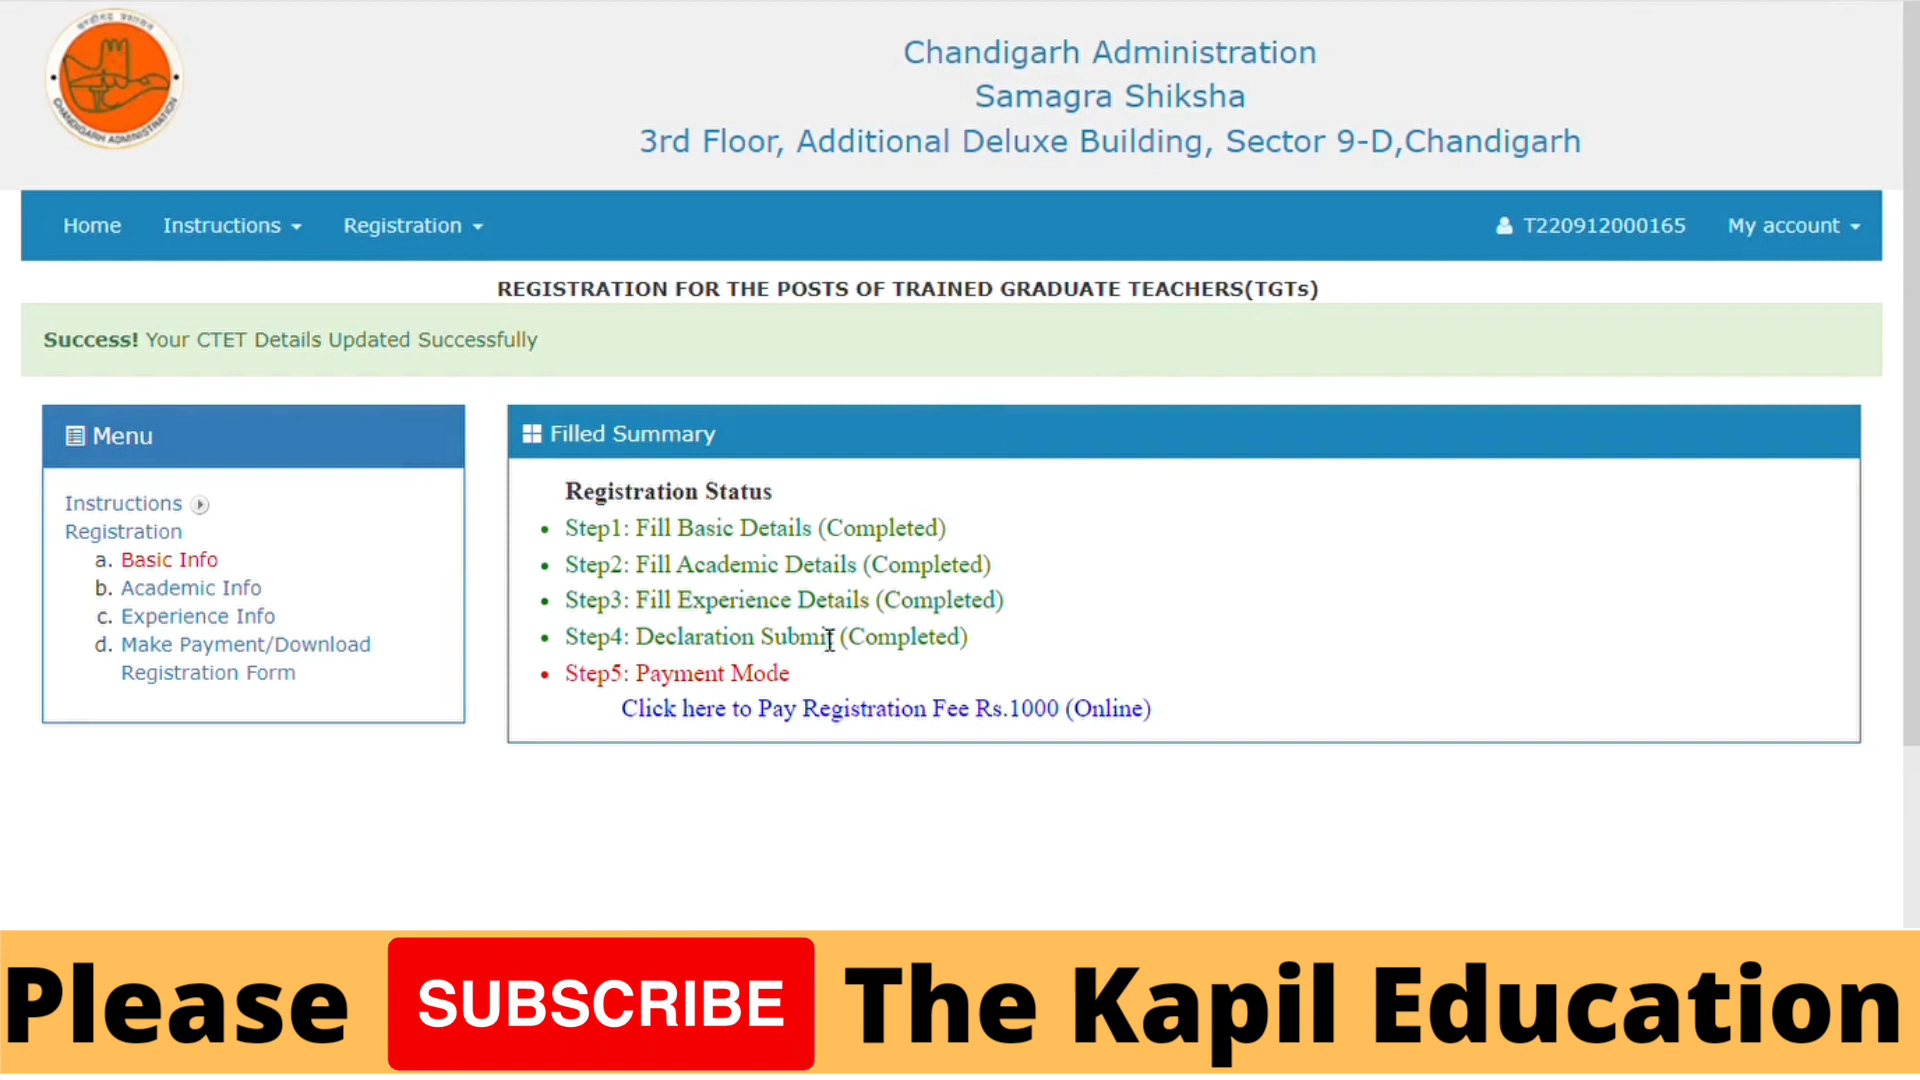 CHANDIGARH ADMINISTRATION
Chandigarh Administration
Samagra Shiksha
3rd Floor, Additional Deluxe Building, Sector 9-D,Chandigarh
Home Instructions Registration T220912000165 My account
REGISTRATION FOR THE POSTS OF TRAINED GRADUATE TEACHERS(TGTs)
Success! Your CTET Details Updated Successfully
Menu
Instructions
Registration
a. Basic Info
b. Academic Info
c. Experience Info
d. Make Payment/Download
Registration Form
Filled Summary
Registration Status
• Step1: Fill Basic Details (Completed)
• Step2: Fill Academic Details (Completed)
• Step3: Fill Experience Details (Completed)
• Step4: Declaration Submit (Completed)
• Step5: Payment Mode
Click here to Pay Registration Fee Rs.1000 (Online)
Please SUBSCRIBE The Kapil Education